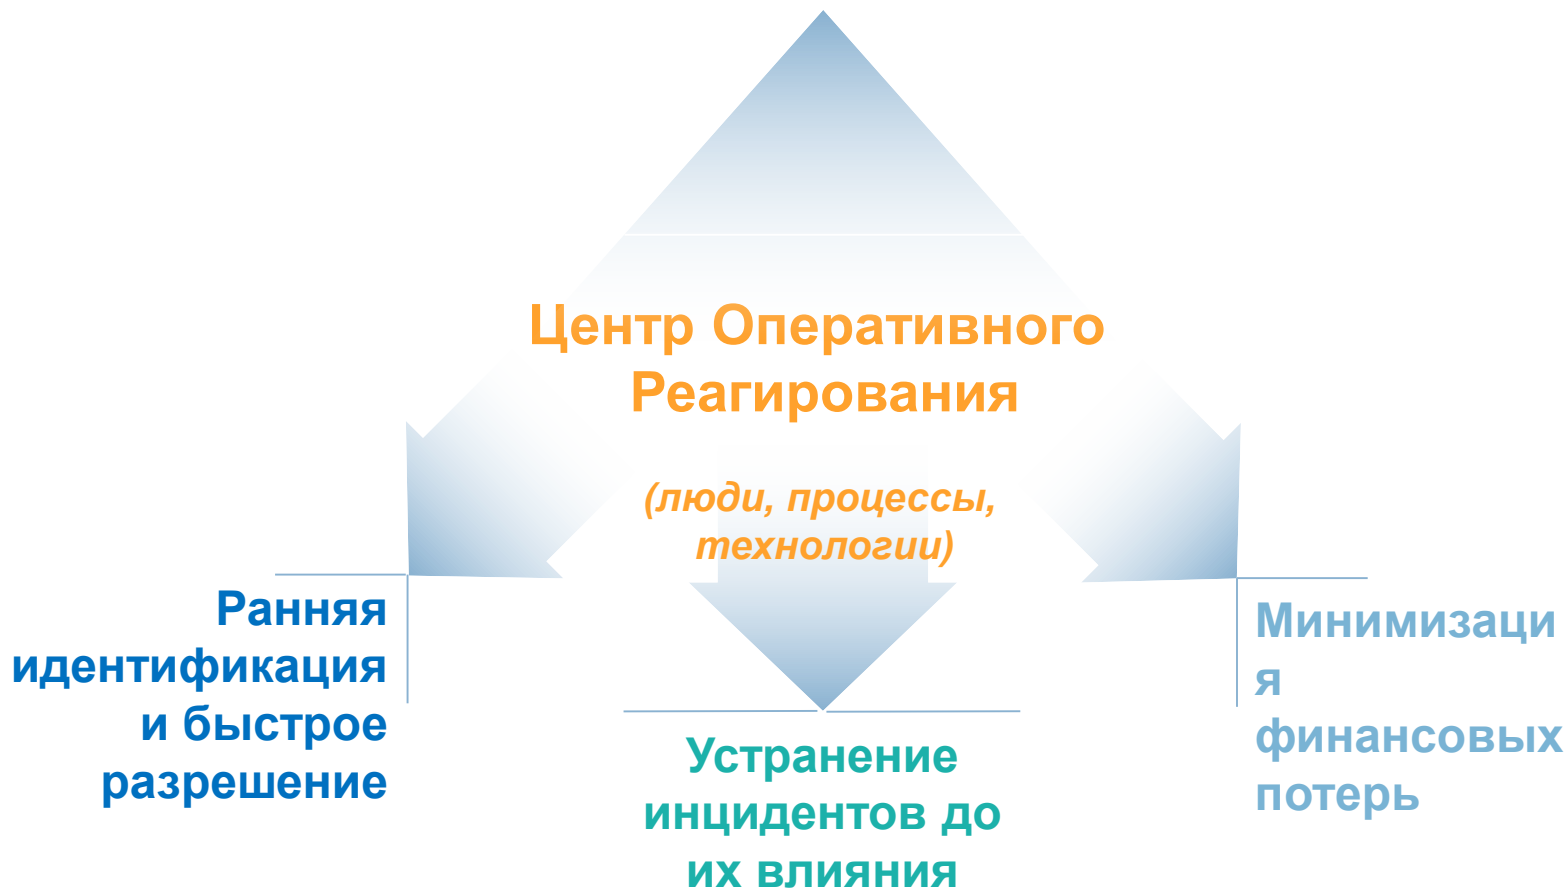 Центр Оперативного
Реагирования
(люди, процессы,
технологии)
Ранняя
идентификация
и быстрое
разрешение
Устранение
инцидентов до
их влияния
Минимизаци
я
финансовых
потерь